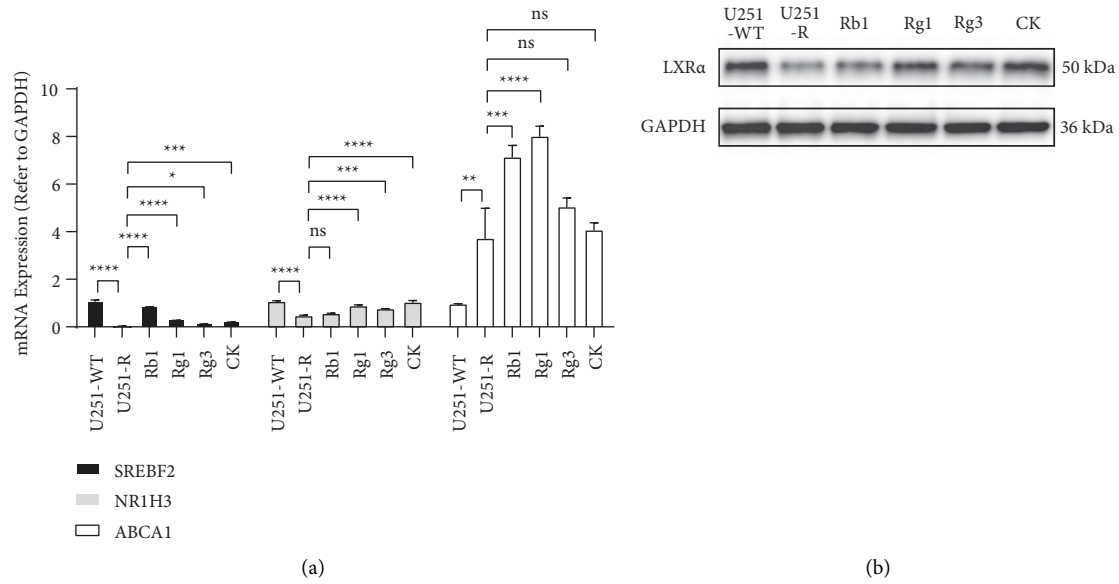 ns
ns
****
***
**
10
8
6
4
2
0
mRNA Expression (Refer to GAPDH)
***
*
****
****
****
****
***
****
ns
****
U251-WT
U251-R
Rb1
Rg1
Rg3
CK
U251-WT
U251-R
Rb1
Rg1
Rg3
CK
U251-WT
U251-R
Rb1
Rg1
Rg3
CK
SREBF2
NR1H3
ABCA1
(a)
U251
-WT
U251
-R
Rb1
Rg1
Rg3
CK
LXRα
50 kDa
GAPDH
36 kDa
(b)